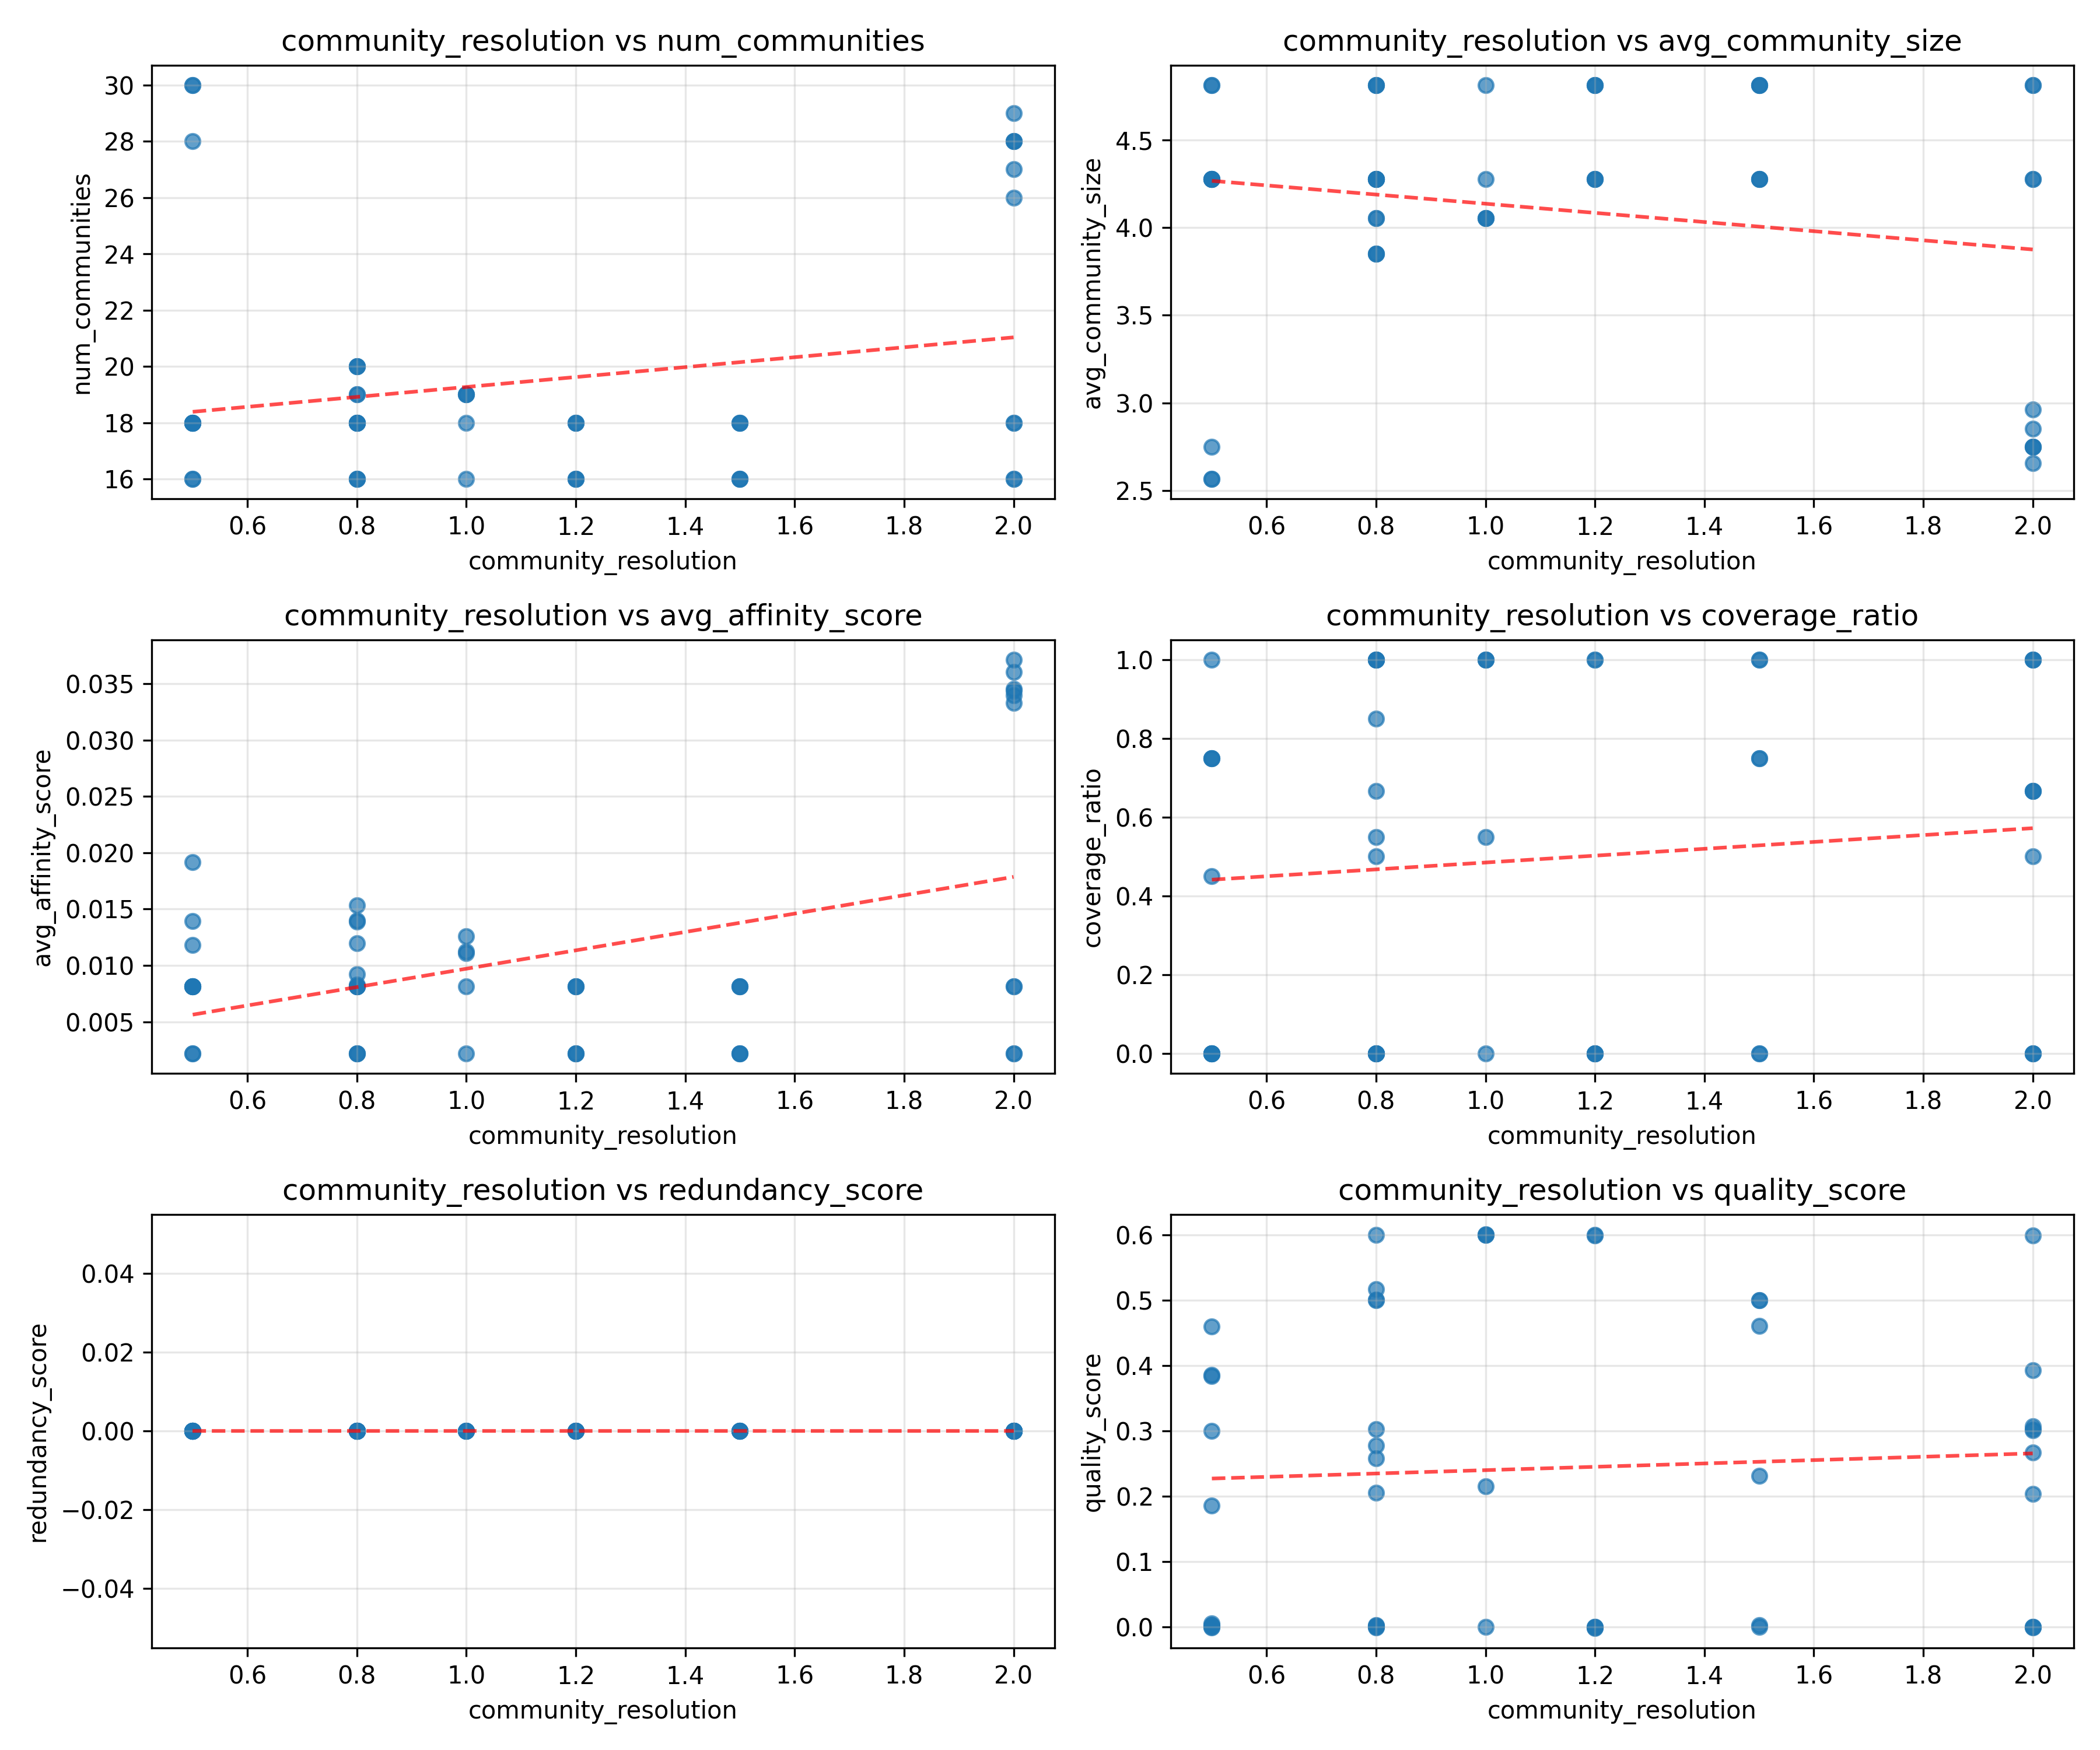 community_resolution vs num_communities
num_communities
30
28
26
24
22
20
18
16
0.6 0.8 1.0 1.2 1.4 1.6 1.8 2.0
community_resolution
community_resolution vs avg_community_size
avg_community_size
4.5
4.0
3.5
3.0
2.5
0.6 0.8 1.0 1.2 1.4 1.6 1.8 2.0
community_resolution
community_resolution vs avg_affinity_score
avg_affinity_score
0.035
0.030
0.025
0.020
0.015
0.010
0.005
0.6 0.8 1.0 1.2 1.4 1.6 1.8 2.0
community_resolution
community_resolution vs coverage_ratio
coverage_ratio
1.0
0.8
0.6
0.4
0.2
0.0
0.6 0.8 1.0 1.2 1.4 1.6 1.8 2.0
community_resolution
community_resolution vs redundancy_score
redundancy_score
0.04
0.02
0.00
−0.02
−0.04
0.6 0.8 1.0 1.2 1.4 1.6 1.8 2.0
community_resolution
community_resolution vs quality_score
quality_score
0.6
0.5
0.4
0.3
0.2
0.1
0.0
0.6 0.8 1.0 1.2 1.4 1.6 1.8 2.0
community_resolution